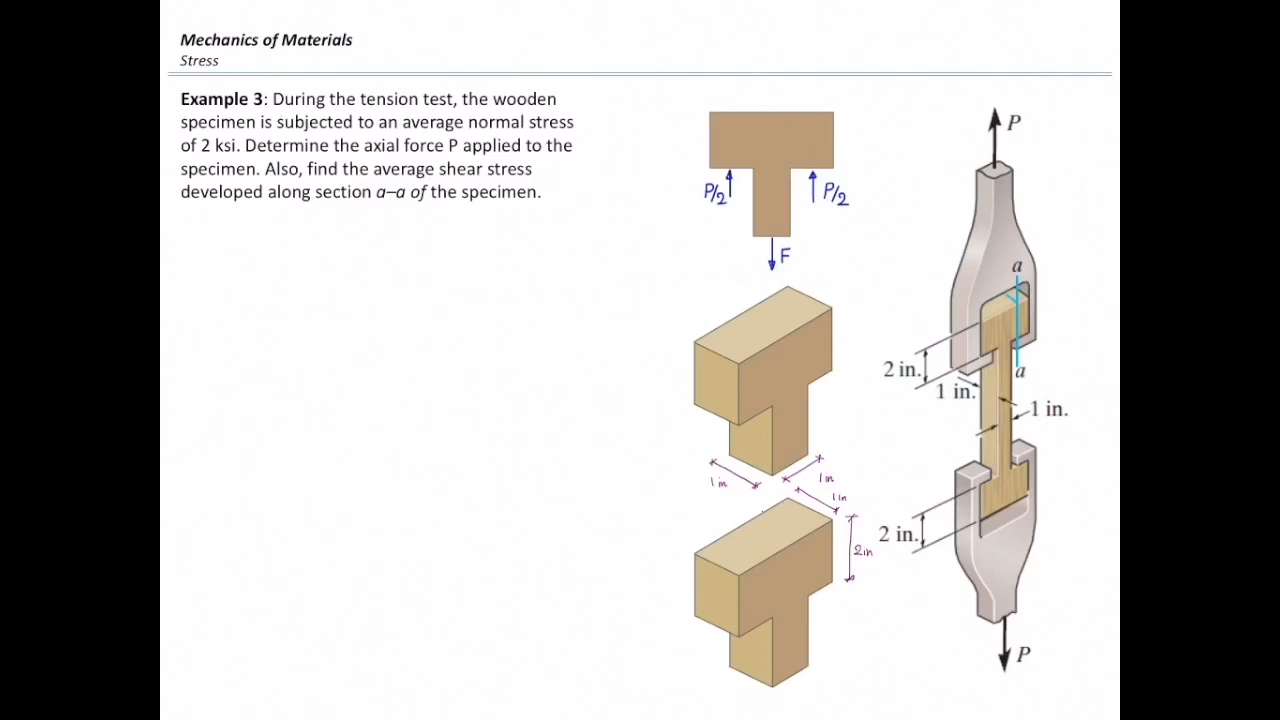 Mechanics of Materials
Stress
Example 3: During the tension test, the wooden
specimen is subjected to an average normal stress
of 2 ksi. Determine the axial force P applied to the
specimen. Also, find the average shear stress
developed along section a–a of the specimen.
P/2
P/2
F
1 in
1 in
1 in
2 in
P
a
2 in.
a
1 in.
1 in.
2 in.
P